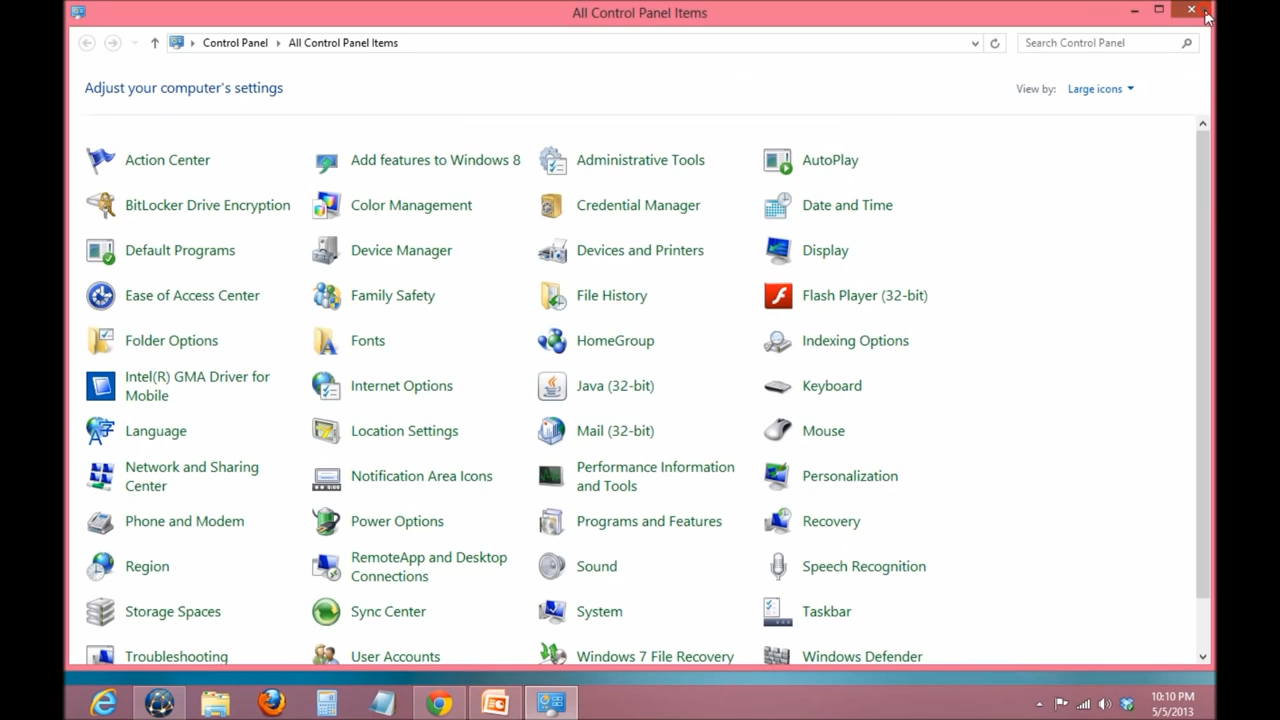 All Control Panel Items
Control Panel All Control Panel Items
Search Control Panel
Adjust your computer's settings
View by: Large icons
Action Center
Add features to Windows 8
Administrative Tools
AutoPlay
BitLocker Drive Encryption
Color Management
Credential Manager
Date and Time
Default Programs
Device Manager
Devices and Printers
Display
Ease of Access Center
Family Safety
File History
Flash Player (32-bit)
Folder Options
Fonts
HomeGroup
Indexing Options
Intel(R) GMA Driver for
Mobile
Internet Options
Java (32-bit)
Keyboard
Language
Location Settings
Mail (32-bit)
Mouse
Network and Sharing
Center
Notification Area Icons
Performance Information
and Tools
Personalization
Phone and Modem
Power Options
Programs and Features
Recovery
Region
RemoteApp and Desktop
Connections
Sound
Speech Recognition
Storage Spaces
Sync Center
System
Taskbar
Troubleshooting
User Accounts
Windows 7 File Recovery
Windows Defender
10:10 PM
5/5/2013